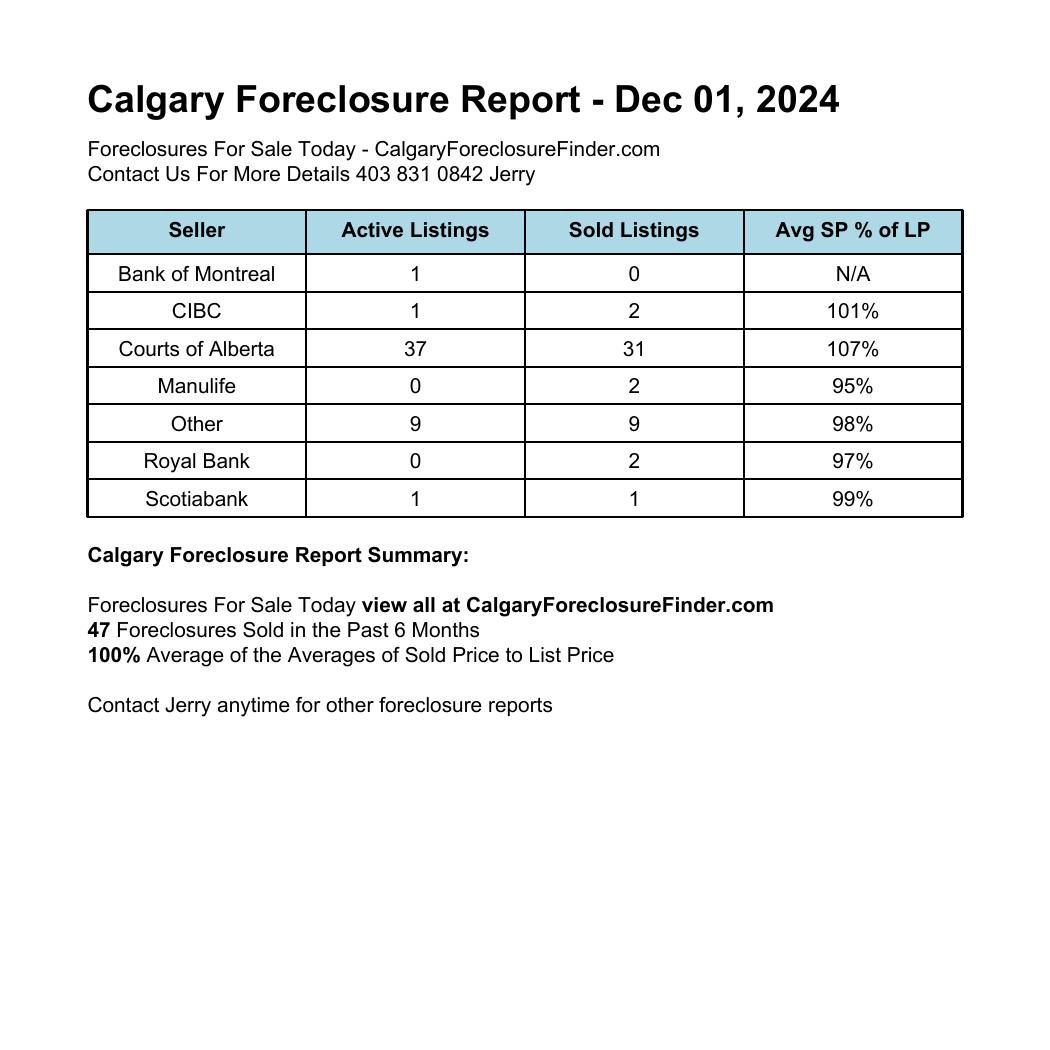 Calgary Foreclosure Report - Dec 01, 2024
Foreclosures For Sale Today - CalgaryForeclosureFinder.com
Contact Us For More Details 403 831 0842 Jerry
Seller Active Listings Sold Listings Avg SP % of LP
Bank of Montreal 1 0 N/A
CIBC 1 2 101%
Courts of Alberta 37 31 107%
Manulife 0 2 95%
Other 9 9 98%
Royal Bank 0 2 97%
Scotiabank 1 1 99%
Calgary Foreclosure Report Summary:
Foreclosures For Sale Today view all at CalgaryForeclosureFinder.com
47 Foreclosures Sold in the Past 6 Months
100% Average of the Averages of Sold Price to List Price
Contact Jerry anytime for other foreclosure reports